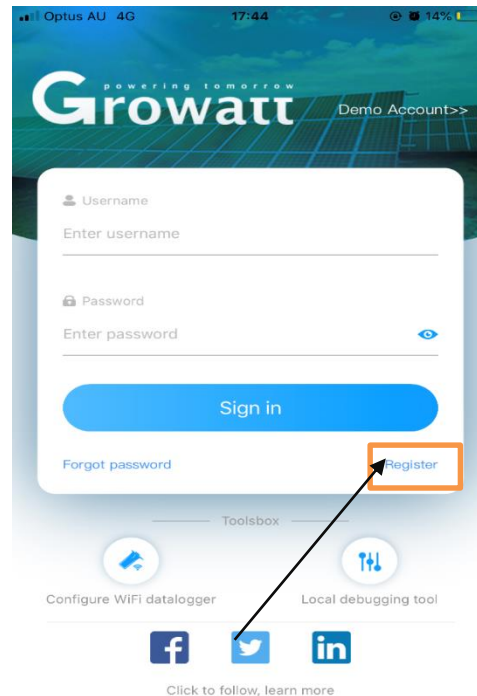 Optus AU 4G 17:44 14%
powering tomorrow
Growatt
Demo Account>>
Username
Enter username
Password
Enter password
Sign in
Forgot password Register
Toolsbox
Configure WiFi datalogger Local debugging tool
f in
Click to follow, learn more